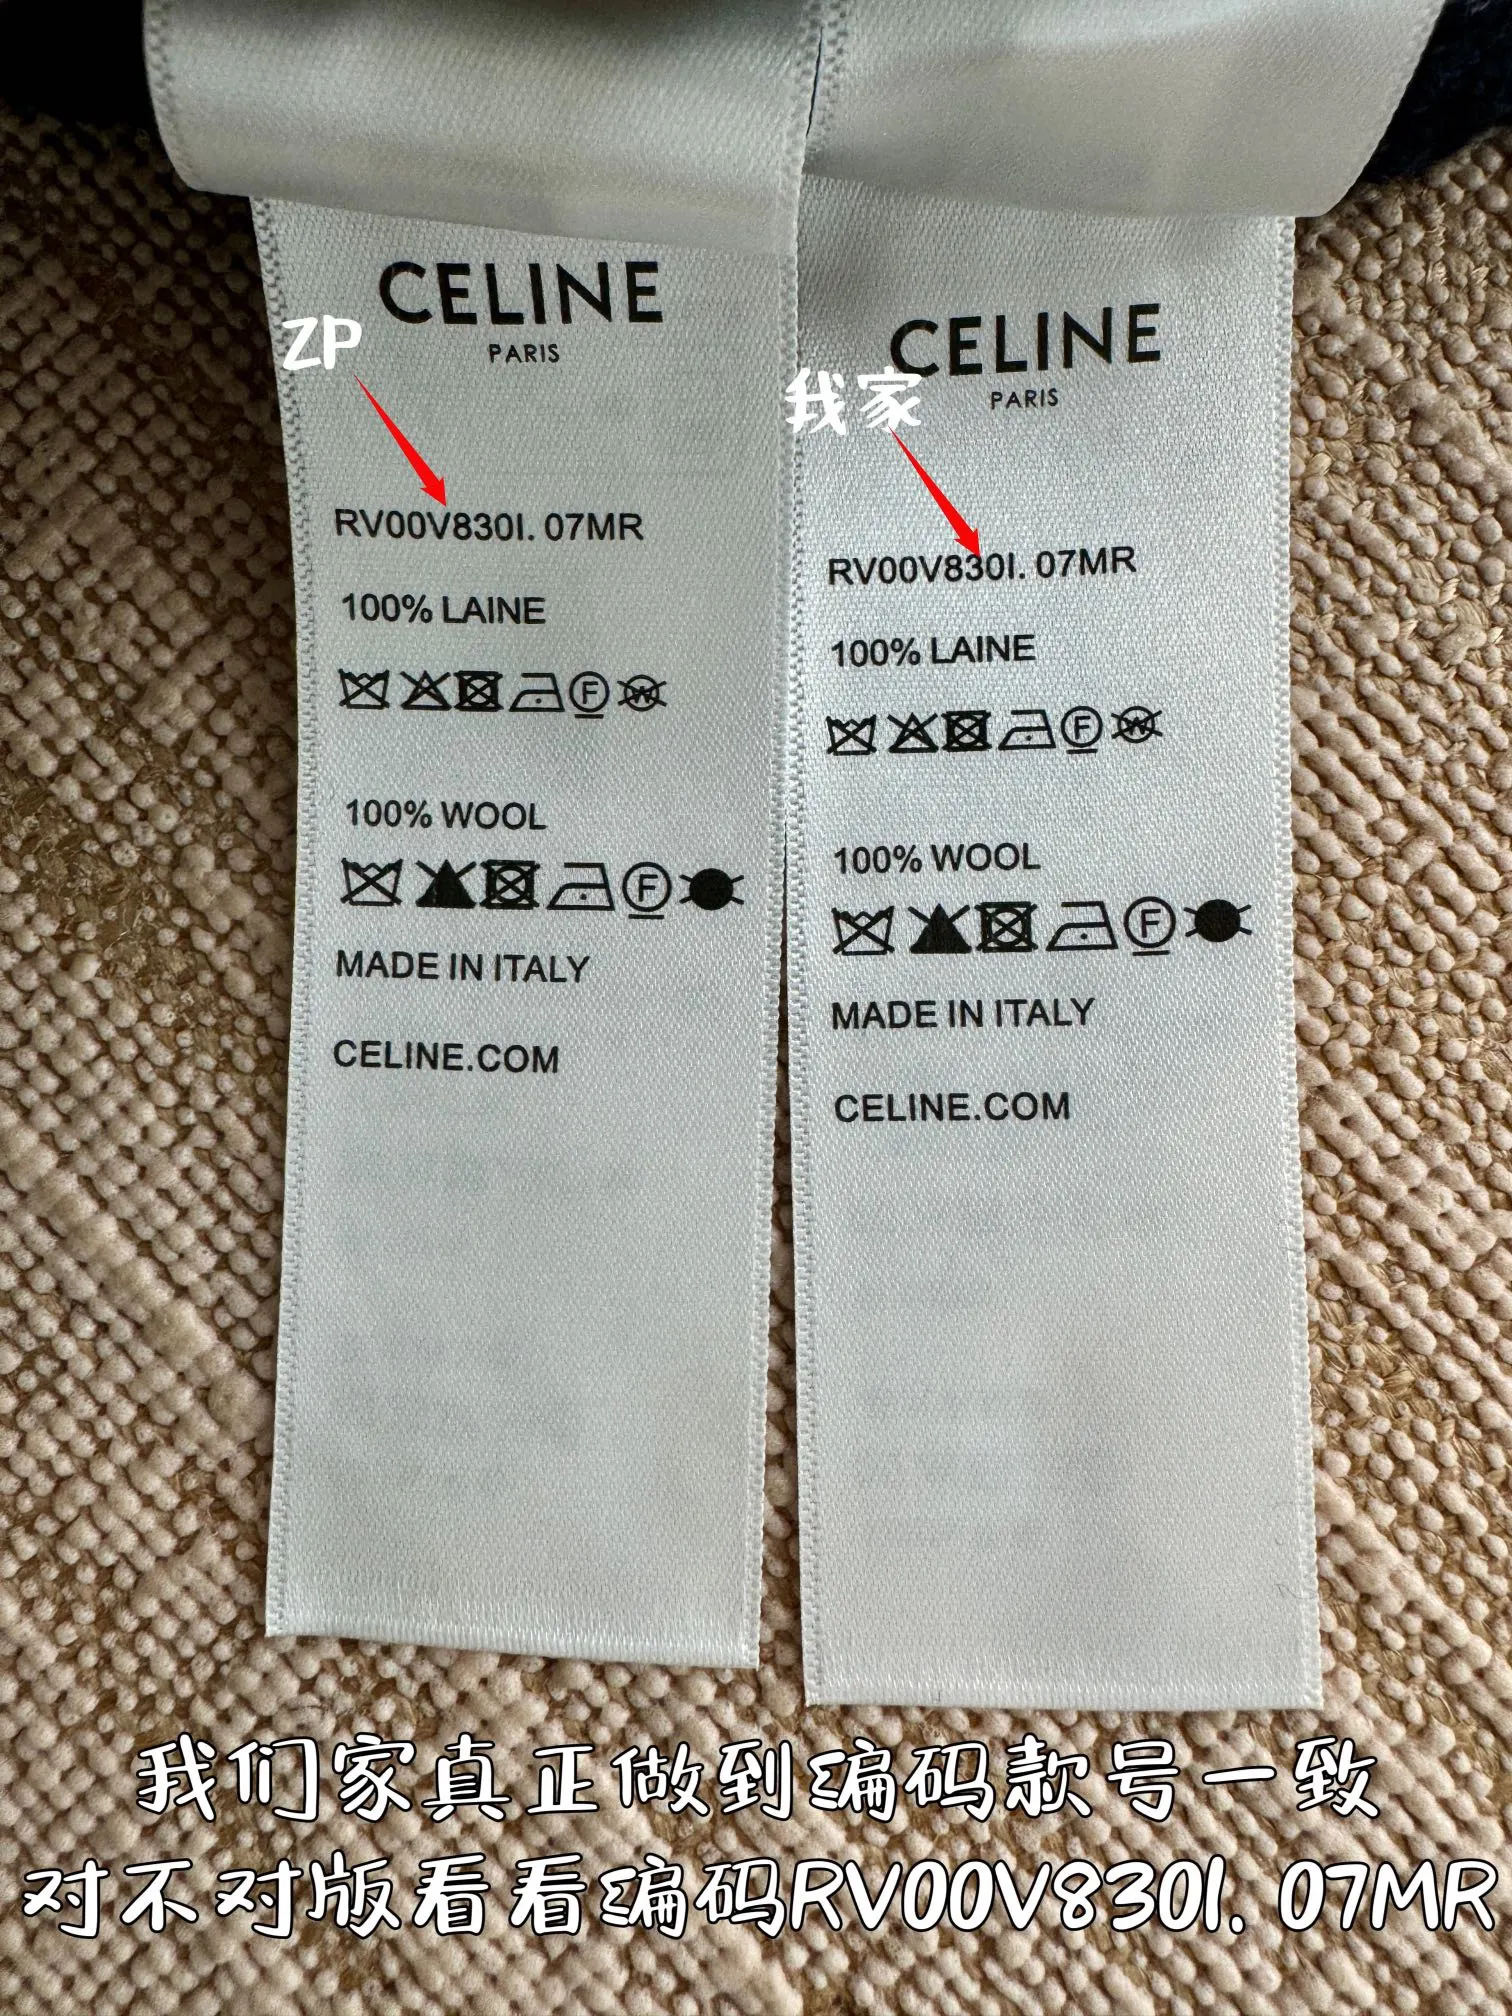 CELINE
PARIS
ZP
RV00V830I. 07MR
100% LAINE
F W
100% WOOL
F
MADE IN ITALY
CELINE.COM
CELINE
PARIS
我家
RV00V830I. 07MR
100% LAINE
F W
100% WOOL
F
MADE IN ITALY
CELINE.COM
我们家真正做到编码款号一致
对不对版看看编码RV00V830I. 07MR